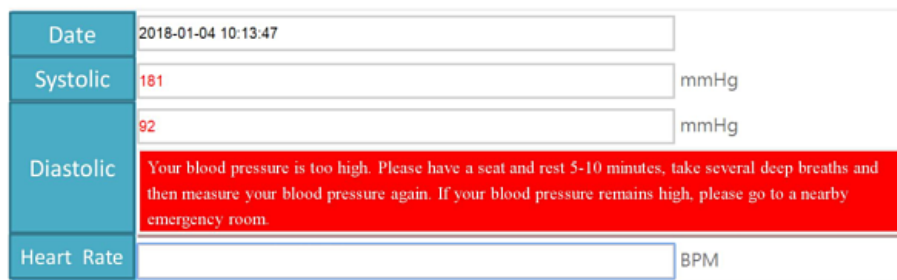 Date 2018-01-04 10:13:47
Systolic 181 mmHg
92 mmHg
Diastolic
Your blood pressure is too high. Please have a seat and rest 5-10 minutes, take several deep breaths and
then measure your blood pressure again. If your blood pressure remains high, please go to a nearby
emergency room.
Heart Rate BPM